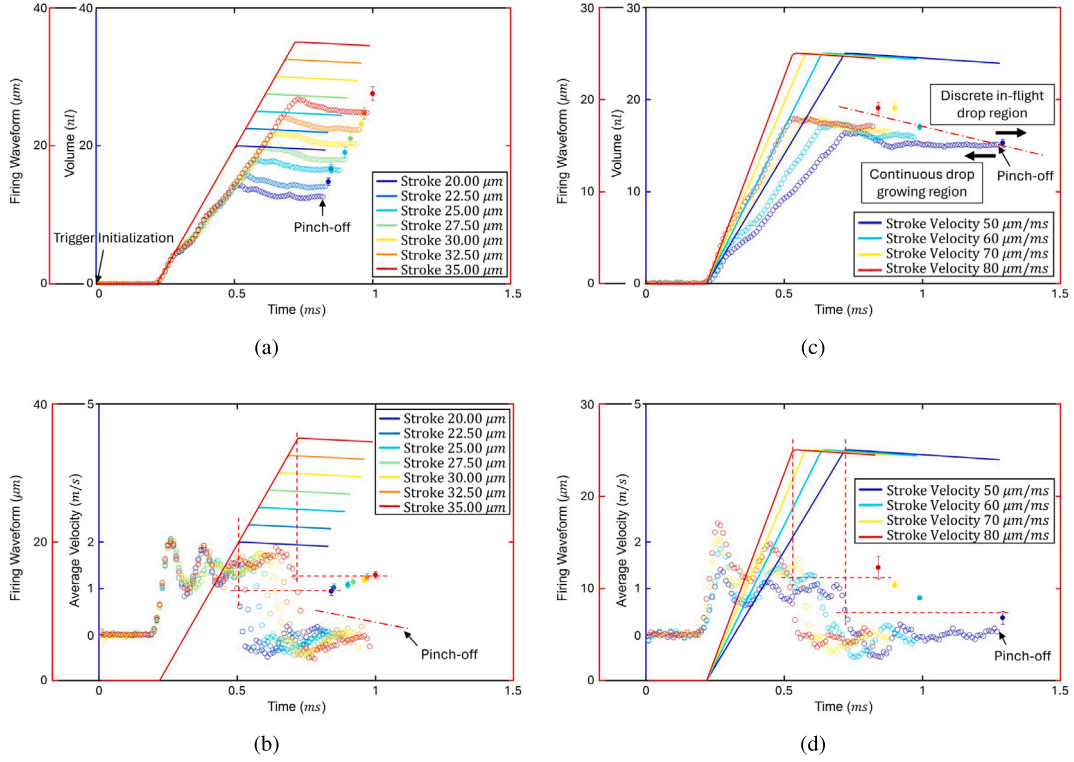 40
40
30
30
20
20
10
0
0
0
0.5
1
1.5
Firing Waveform (μm)
Volume (nl)
Time (ms)
Trigger Initialization
Pinch-off
Stroke 20.00 μm
Stroke 22.50 μm
Stroke 25.00 μm
Stroke 27.50 μm
Stroke 30.00 μm
Stroke 32.50 μm
Stroke 35.00 μm
(a)
30
40
20
30
20
10
10
0
0
0
0.5
1
1.5
Firing Waveform (μm)
Volume (nl)
Time (ms)
Discrete in-flight
drop region
Pinch-off
Continuous drop
growing region
Stroke Velocity 50 μm/ms
Stroke Velocity 60 μm/ms
Stroke Velocity 70 μm/ms
Stroke Velocity 80 μm/ms
(c)
40
5
20
2
1
0
0
0
0.5
1
1.5
Firing Waveform (μm)
Average Velocity (m/s)
Time (ms)
Stroke 20.00 μm
Stroke 22.50 μm
Stroke 25.00 μm
Stroke 27.50 μm
Stroke 30.00 μm
Stroke 32.50 μm
Stroke 35.00 μm
Pinch-off
(b)
30
5
20
2
10
1
0
0
0
0.5
1
1.5
Firing Waveform (μm)
Average Velocity (m/s)
Time (ms)
Stroke Velocity 50 μm/ms
Stroke Velocity 60 μm/ms
Stroke Velocity 70 μm/ms
Stroke Velocity 80 μm/ms
Pinch-off
(d)